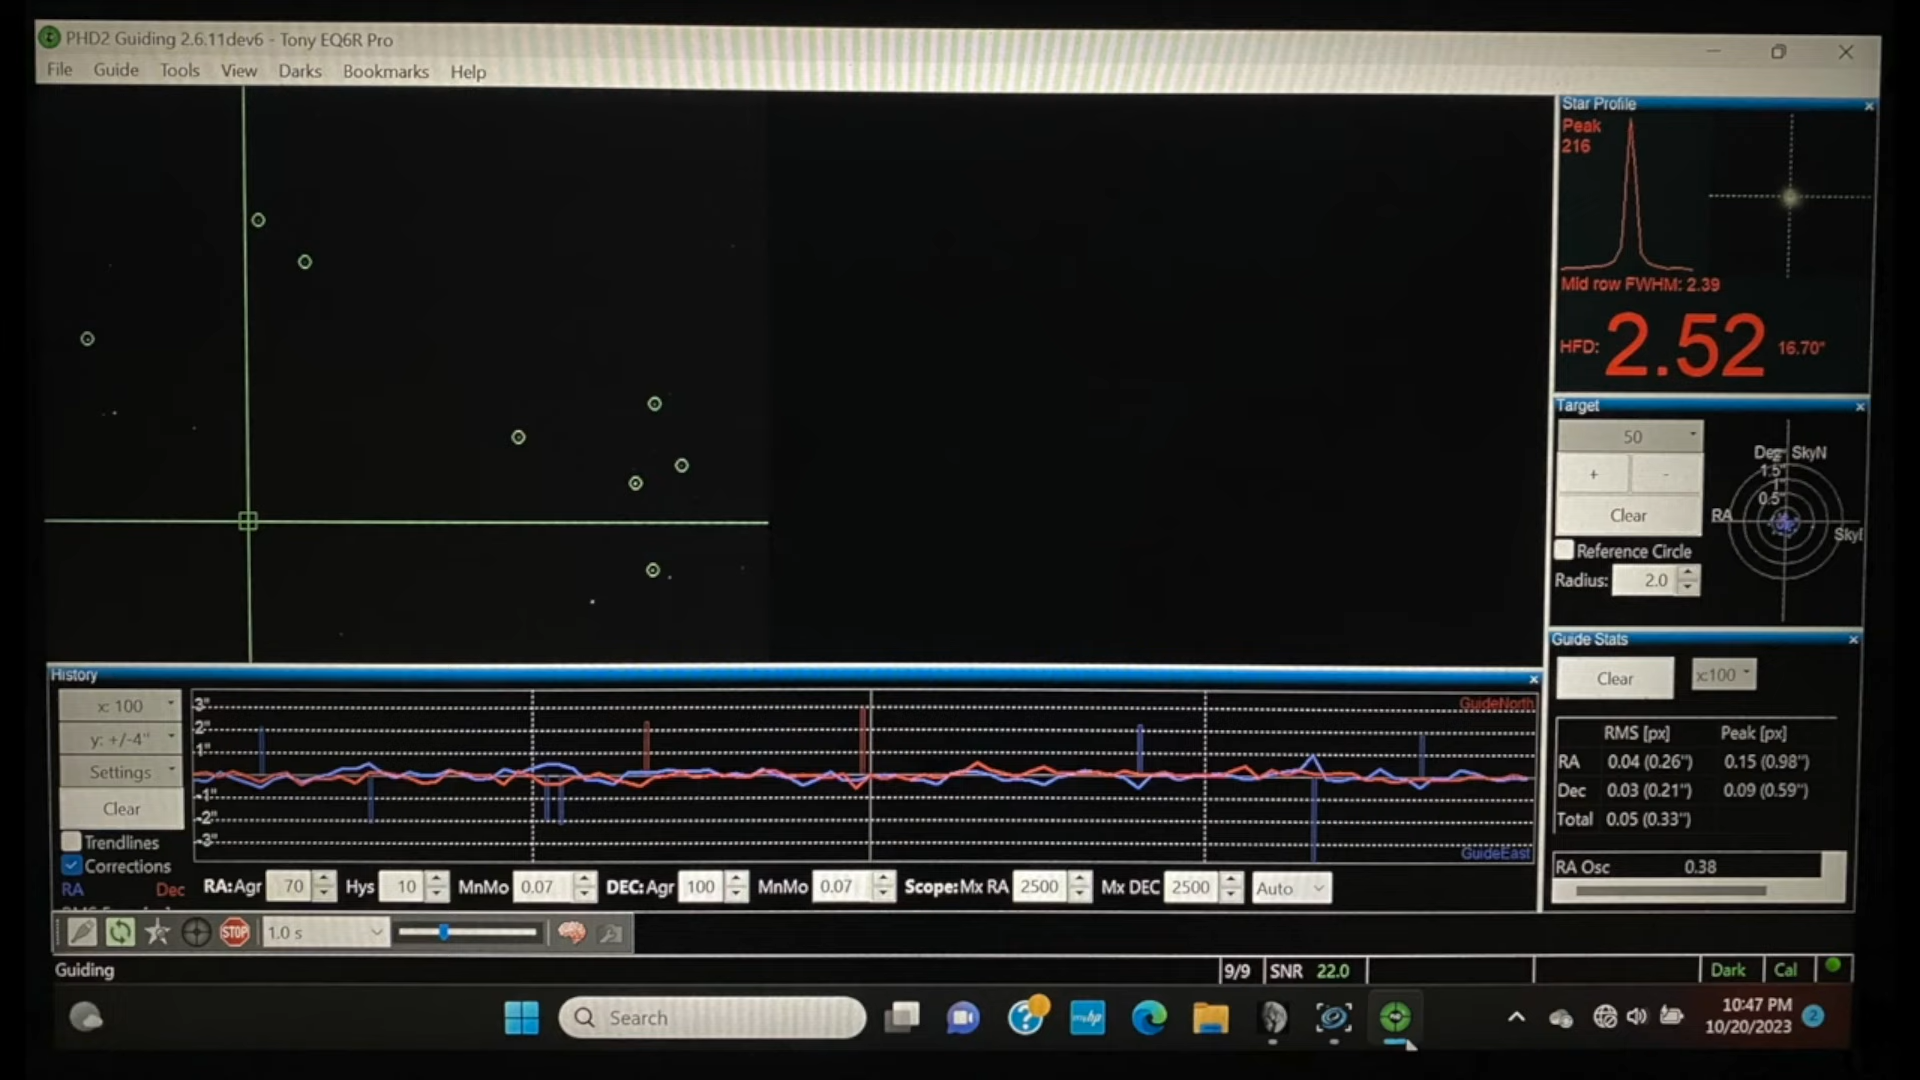 PHD2 Guiding 2.6.11dev6 - Tony EQ6R Pro
File Guide Tools View Darks Bookmarks Help
Star Profile
Peak
216
Mid row FWHM: 2.39
HFD: 2.52 16.70"
Target
50
+ -
Clear
Reference Circle
Radius: 2.0
Dec SkyN
1.5"
1"
0.5"
RA
History
x: 100
y: +/-4"
Settings
Clear
Trendlines
Corrections
RA Dec
3"
2"
1"
-1"
-2"
-3"
GuideNorth
GuideEast
RA:Agr 70 Hys 10 MnMo 0.07 DEC:Agr 100 MnMo 0.07 Scope:Mx RA 2500 Mx DEC 2500 Auto
Guide Stats
Clear x:100
RMS [px] Peak [px]
RA 0.04 (0.26") 0.15 (0.98")
Dec 0.03 (0.21") 0.09 (0.59")
Total 0.05 (0.33")
RA Osc 0.38
STOP 1.0 s
Guiding 9/9 SNR 22.0 Dark Cal
Search
myhp
10:47 PM
10/20/2023 2